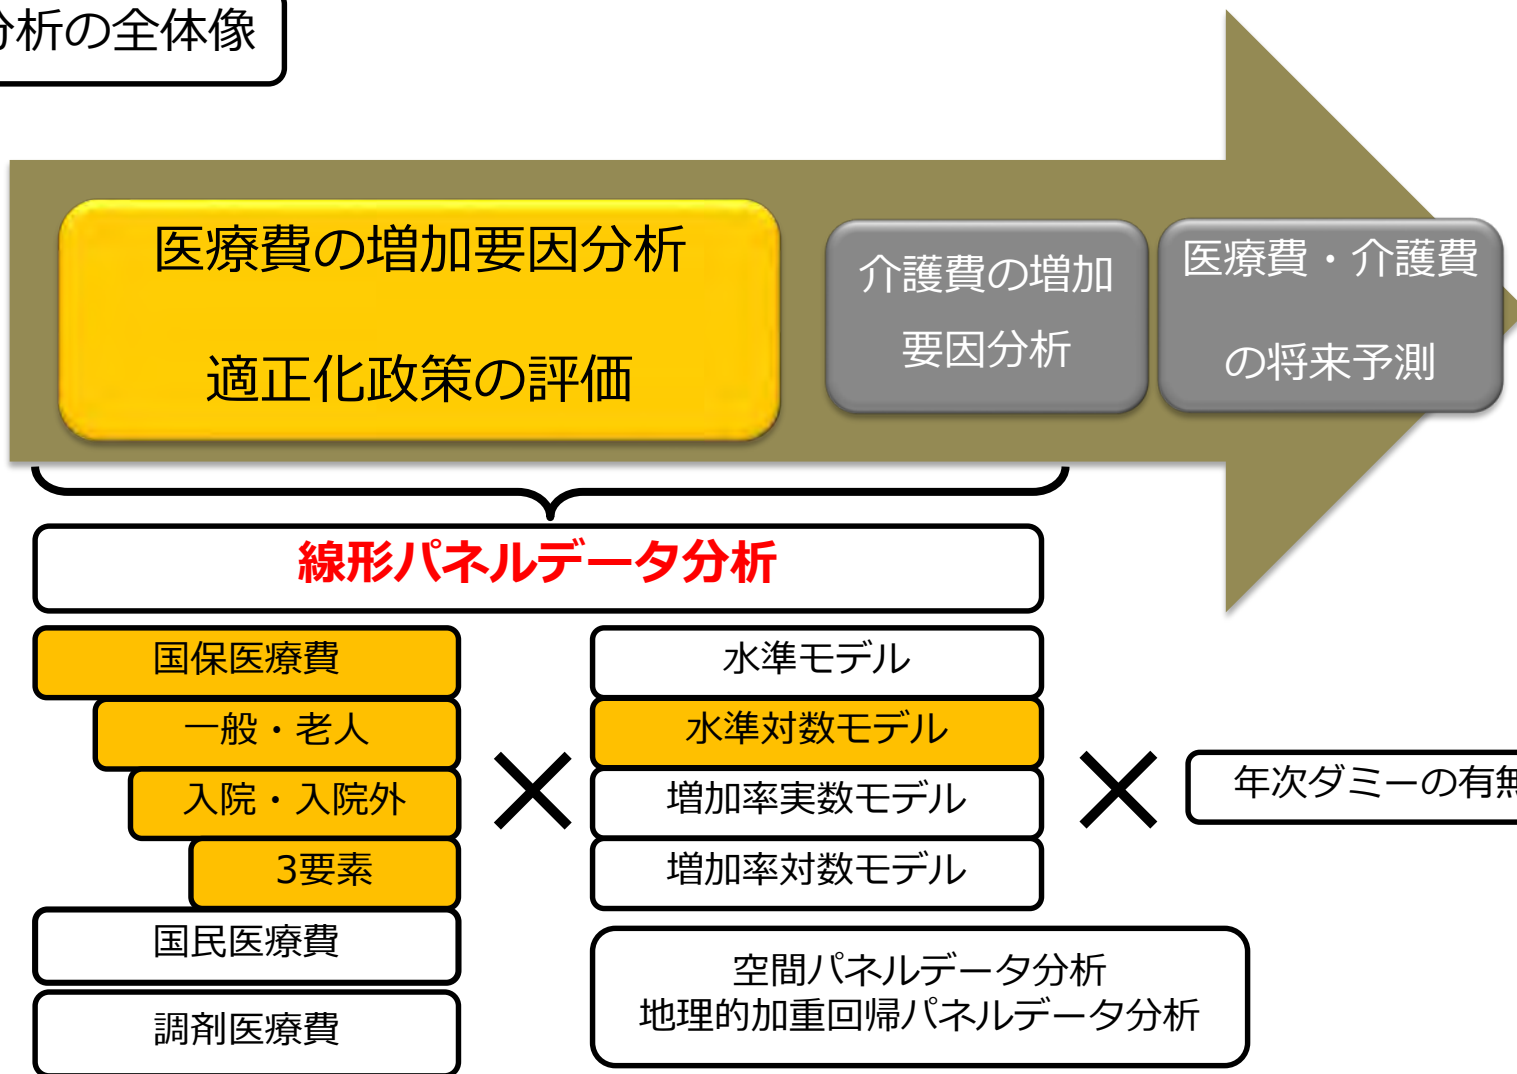 分析の全体像
医療費の増加要因分析
適正化政策の評価
介護費の増加
要因分析
医療費・介護費
の将来予測
線形パネルデータ分析
国保医療費
一般・老人
入院・入院外
3要素
国民医療費
調剤医療費
水準モデル
水準対数モデル
増加率実数モデル
増加率対数モデル
空間パネルデータ分析
地理的加重回帰パネルデータ分析
年次ダミーの有無